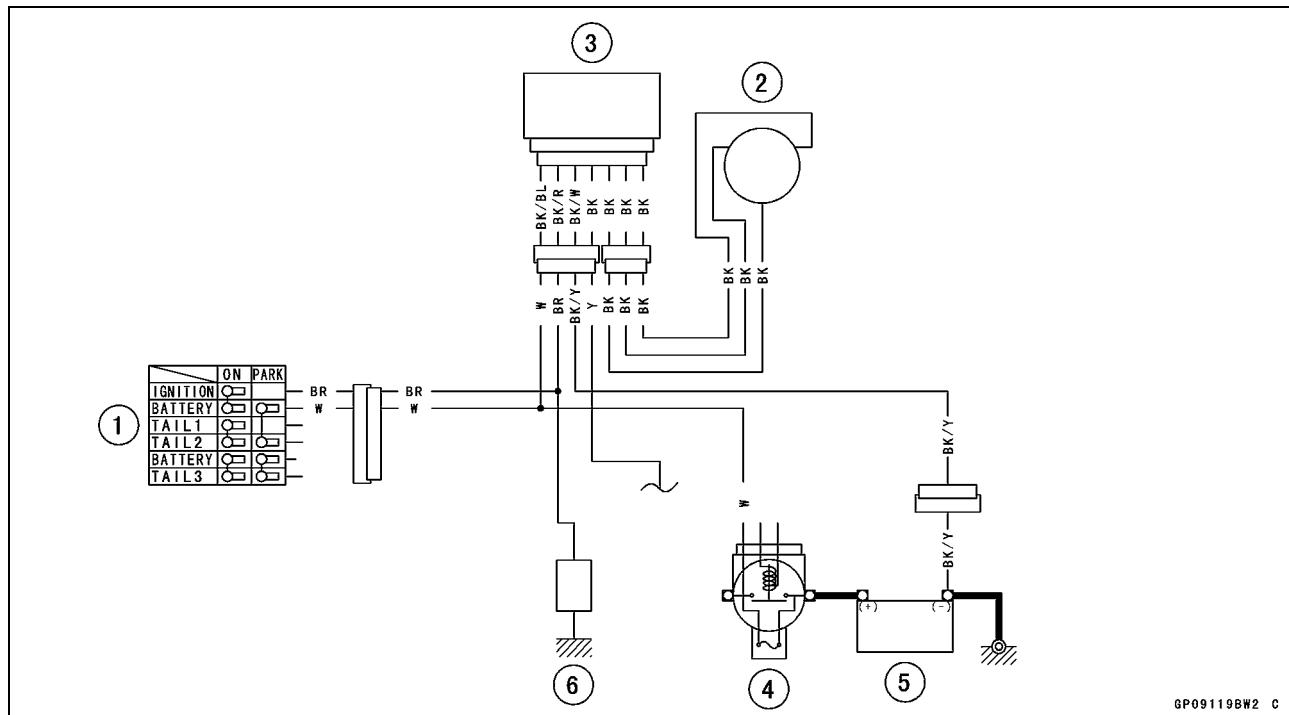 3
2
BK/BL BK/R BK/W BK BK BK BK
BK BK BK
W BR BK/Y Y BK BK BK
ON PARK
IGNITION
BATTERY
TAIL1
TAIL2
BATTERY
TAIL3
1
BR BR
W W
BK/Y
W
BK/Y
(+) (-)
6
4
5
GP09119BW2 C